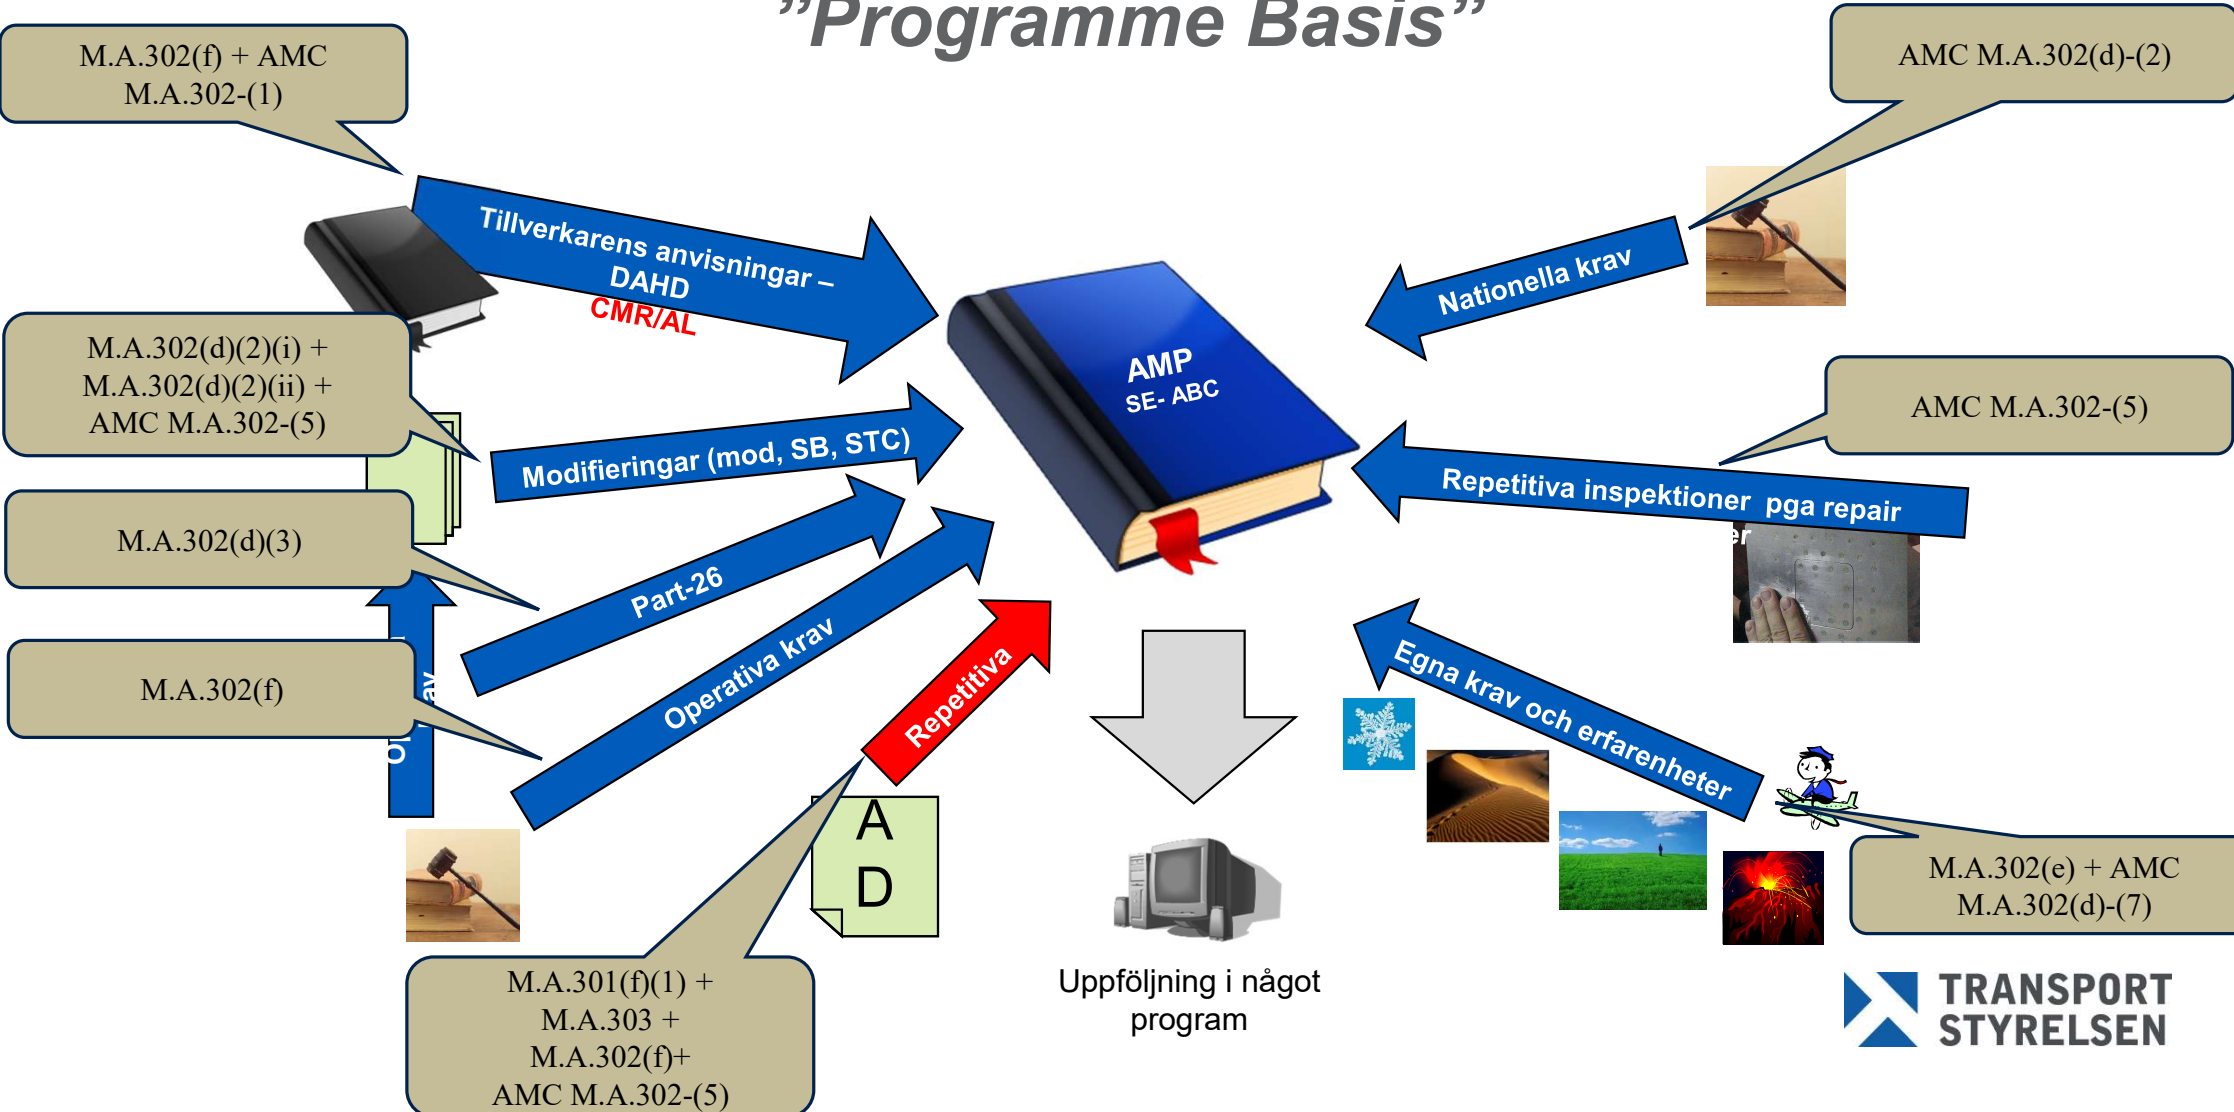 ”Programme Basis”
M.A.302(f) + AMC
M.A.302-(1)
AMC M.A.302(d)-(2)
Tillverkarens anvisningar –
DAHD
CMR/AL
Nationella krav
M.A.302(d)(2)(i) +
M.A.302(d)(2)(ii) +
AMC M.A.302-(5)
AMP
SE- ABC
AMC M.A.302-(5)
Modifieringar (mod, SB, STC)
Repetitiva inspektioner pga repair
er
M.A.302(d)(3)
Part-26
M.A.302(f)
Operativa krav
Repetitiva
Egna krav och erfarenheter
A
D
M.A.302(e) + AMC
M.A.302(d)-(7)
M.A.301(f)(1) +
M.A.303 +
M.A.302(f)+
AMC M.A.302-(5)
Uppföljning i något
program
TRANSPORT
STYRELSEN